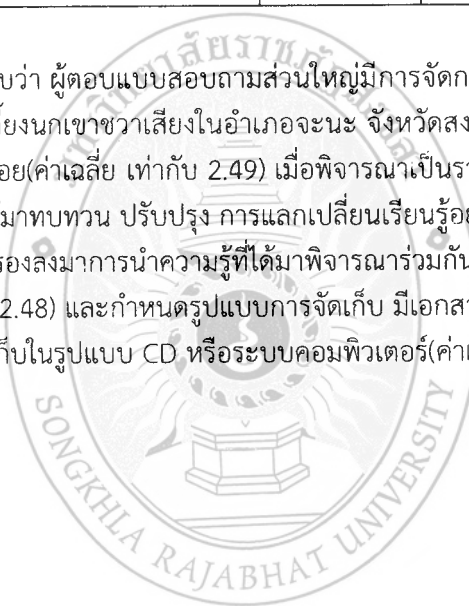 บว่า ผู้ตอบแบบสอบถามส่วนใหญ่มีการจัดก
ยงนกเขาชวาเสียงในอำเภอจะนะ จังหวัดสง
อย(ค่าเฉลี่ย เท่ากับ 2.49) เมื่อพิจารณาเป็นรา
มาทบทวน ปรับปรุง การแลกเปลี่ยนเรียนรู้อย
รองลงมาการนำความรู้ที่ได้มาพิจารณาร่วมกัน
2.48) และกำหนดรูปแบบการจัดเก็บ มีเอกสา
ก็บในรูปแบบ CD หรือระบบคอมพิวเตอร์(ค่าเ
SONGKHLA RAJABHAT UNIVERSITY